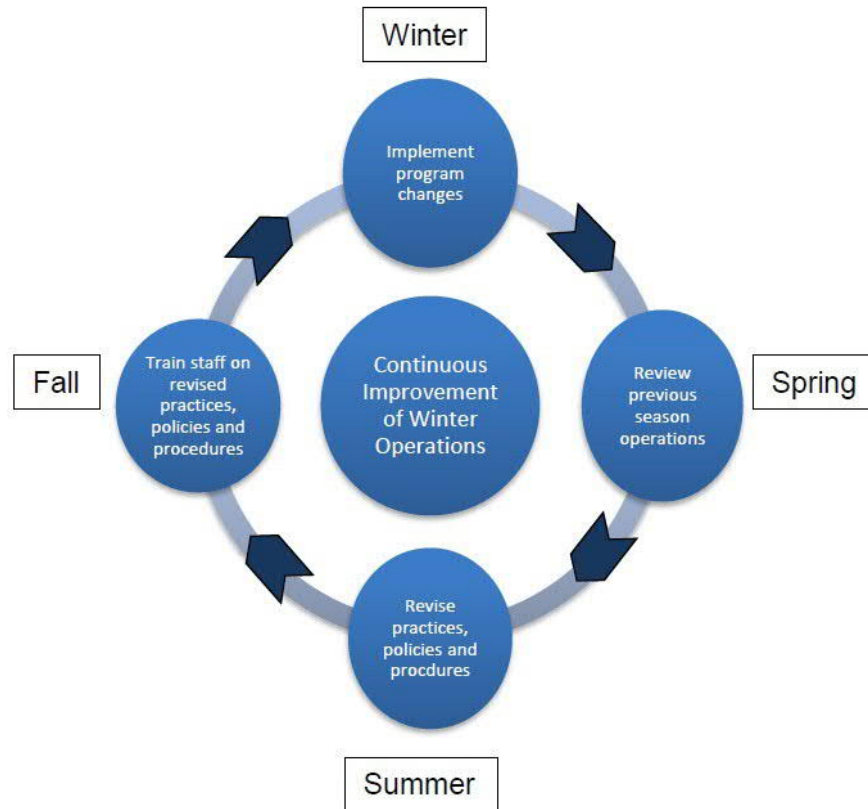 Winter
Implement
program
changes
Fall
Train staff on
revised
practices,
policies and
procedures
Continuous
Improvement
of Winter
Operations
Review
previous
season
operations
Spring
Revise
practices,
policies and
procdures
Summer